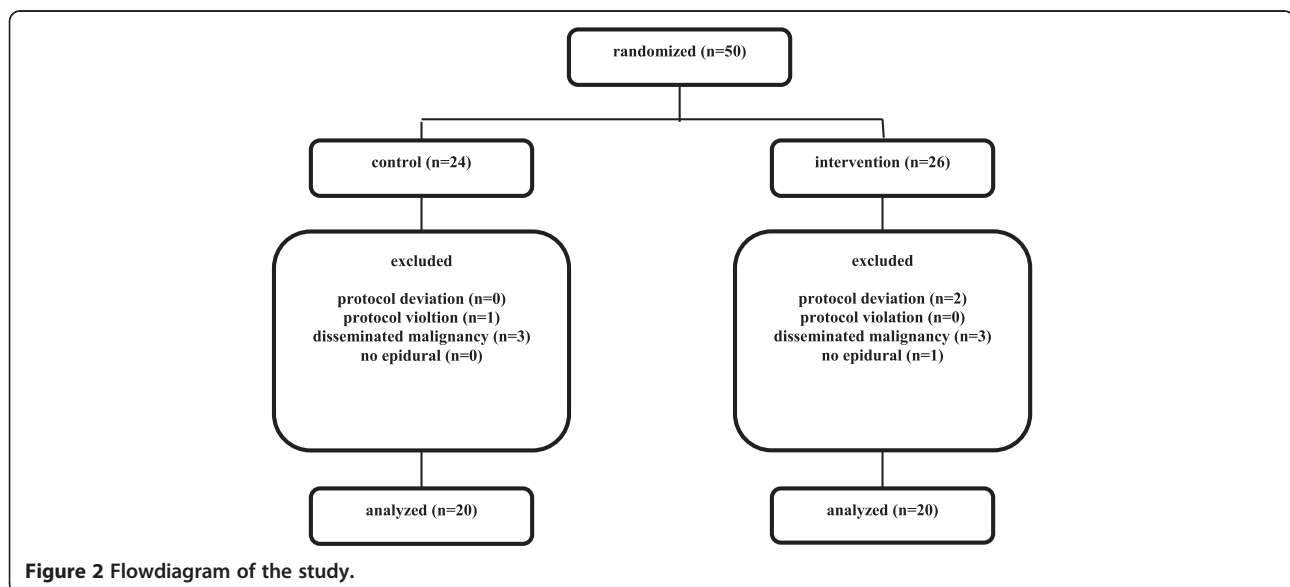 randomized (n=50)
control (n=24)
intervention (n=26)
excluded
protocol deviation (n=0)
protocol violtion (n=1)
disseminated malignancy (n=3)
no epidural (n=0)
excluded
protocol deviation (n=2)
protocol violation (n=0)
disseminated malignancy (n=3)
no epidural (n=1)
analyzed (n=20)
analyzed (n=20)
Figure 2 Flowdiagram of the study.